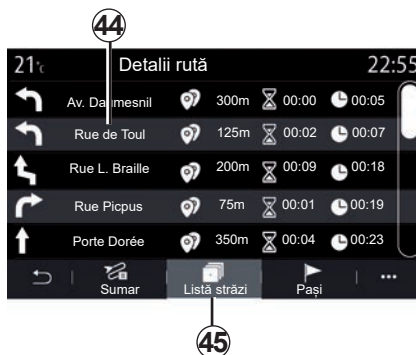 44
21°c Detalii rută 22:55
Av. Daumesnil 300m 00:00 00:05
Rue de Toul 125m 00:02 00:07
Rue L. Braille 200m 00:09 00:18
Rue Picpus 75m 00:01 00:19
Porte Dorée 350m 00:04 00:23
Sumar Listă străzi Pași
45